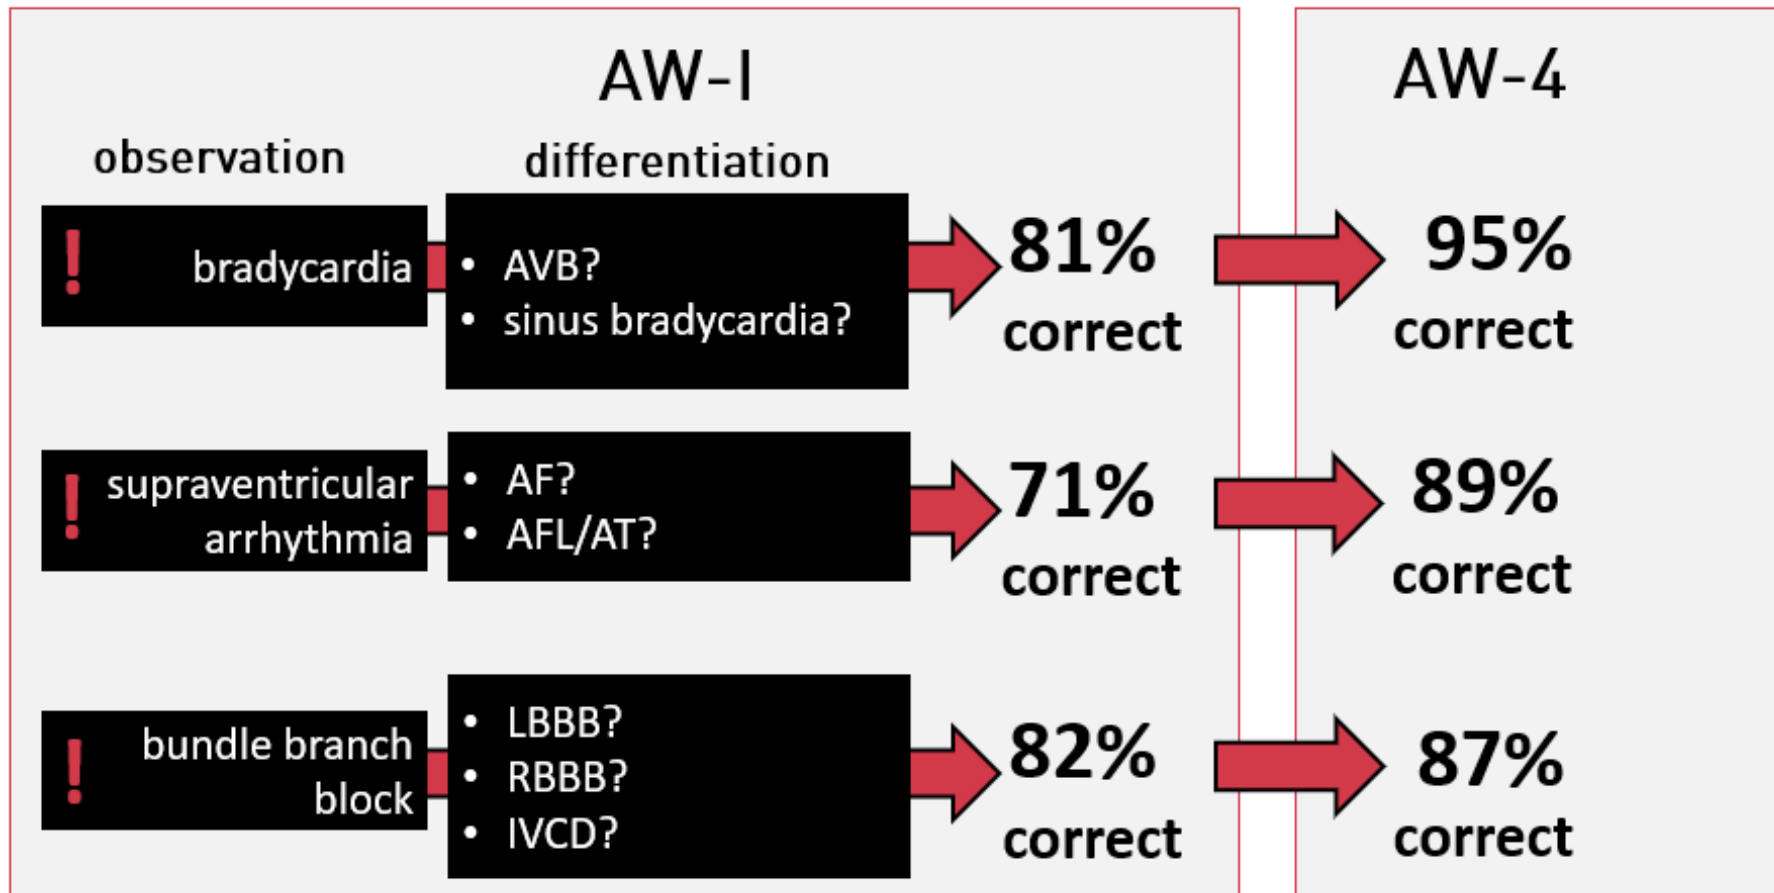 AW-I
AW-4
observation
differentiation
! bradycardia
• AVB?
• sinus bradycardia?
81%
correct
95%
correct
! supraventricular
arrhythmia
• AF?
• AFL/AT?
71%
correct
89%
correct
! bundle branch
block
• LBBB?
• RBBB?
• IVCD?
82%
correct
87%
correct